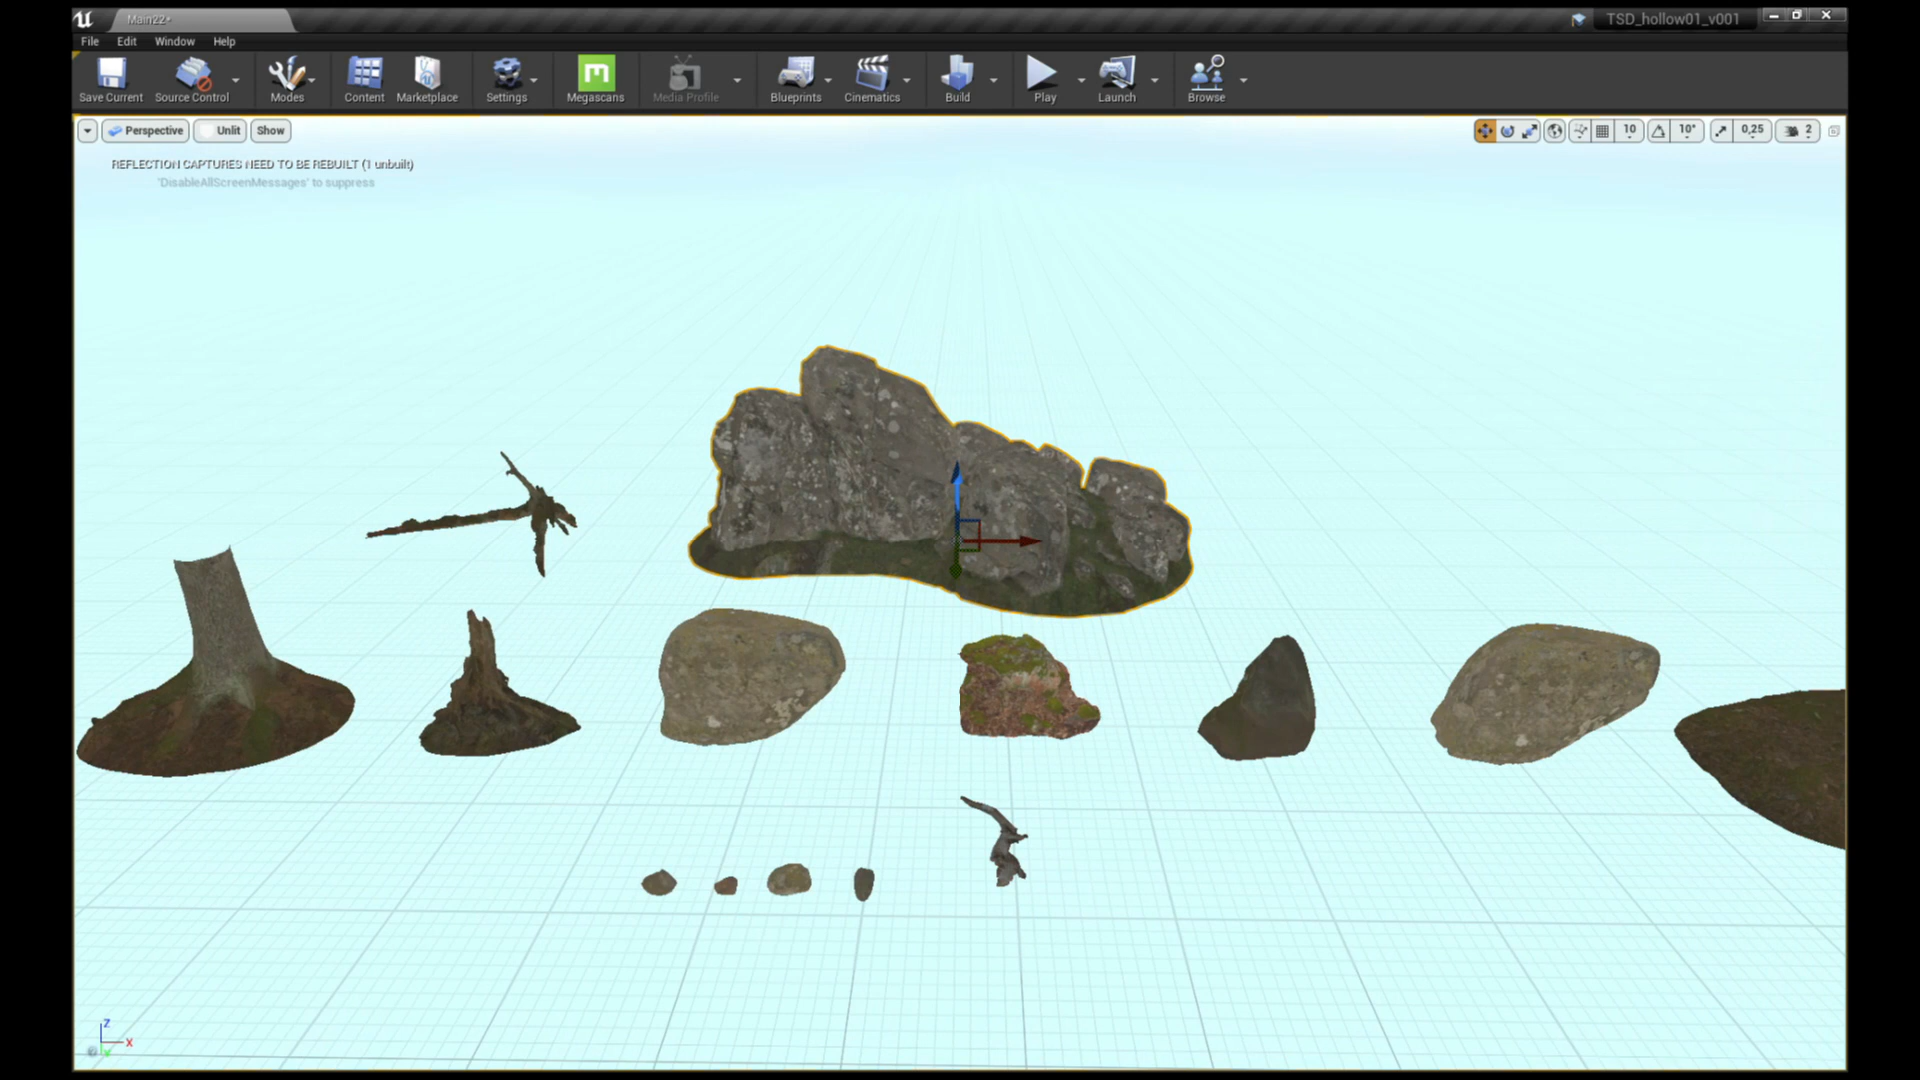 Main22*
TSD_hollow01_v001
File Edit Window Help
Save Current Source Control Modes Content Marketplace Settings Megascans Media Profile Blueprints Cinematics Build Play Launch Browse
Perspective Unlit Show 10 10° 0,25 2
REFLECTION CAPTURES NEED TO BE REBUILT (1 unbuilt)
'DisableAllScreenMessages' to suppress
Z
X
Y